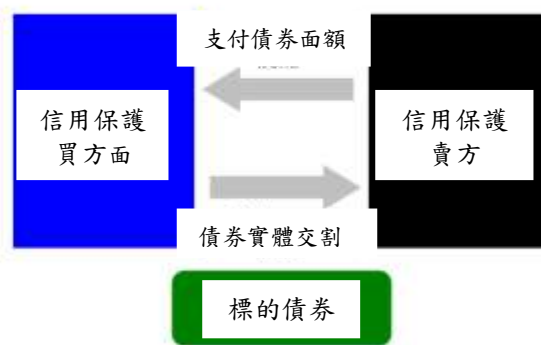 支付債券面額
信用保護
買方面
信用保護
賣方
債券實體交割
標的債券